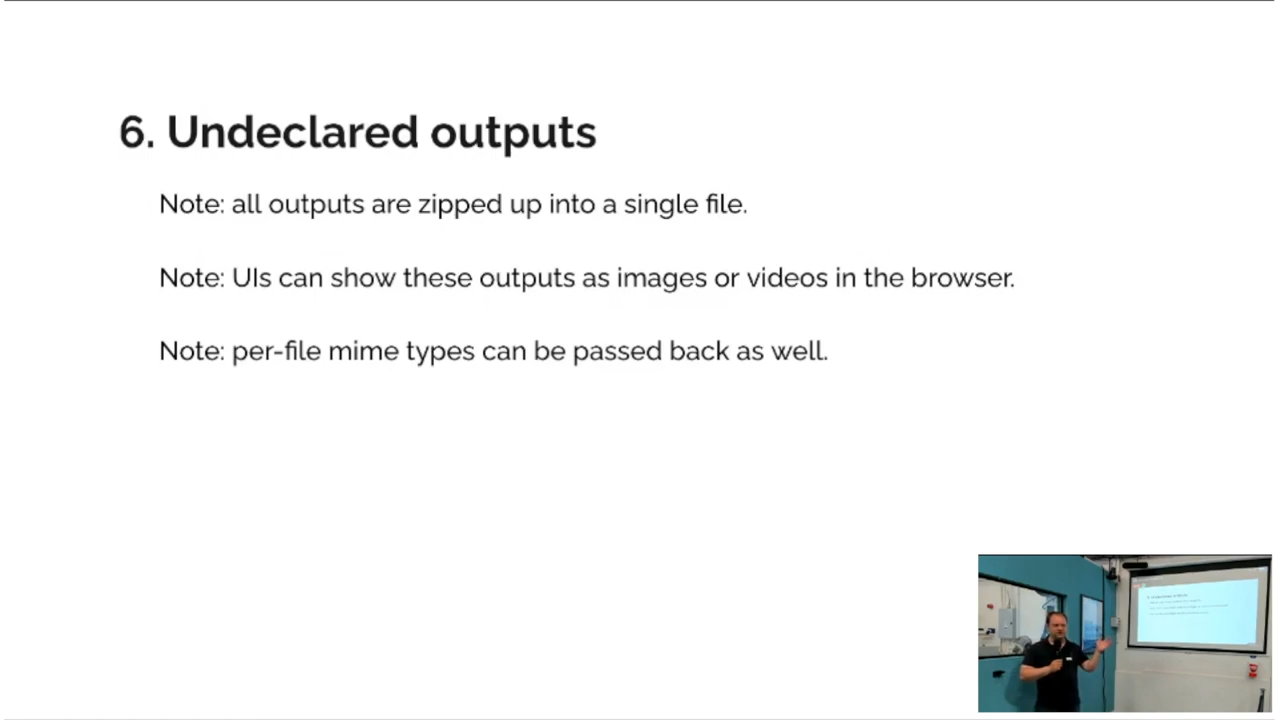 6. Undeclared outputs
Note: all outputs are zipped up into a single file.
Note: UIs can show these outputs as images or videos in the browser.
Note: per-file mime types can be passed back as well.